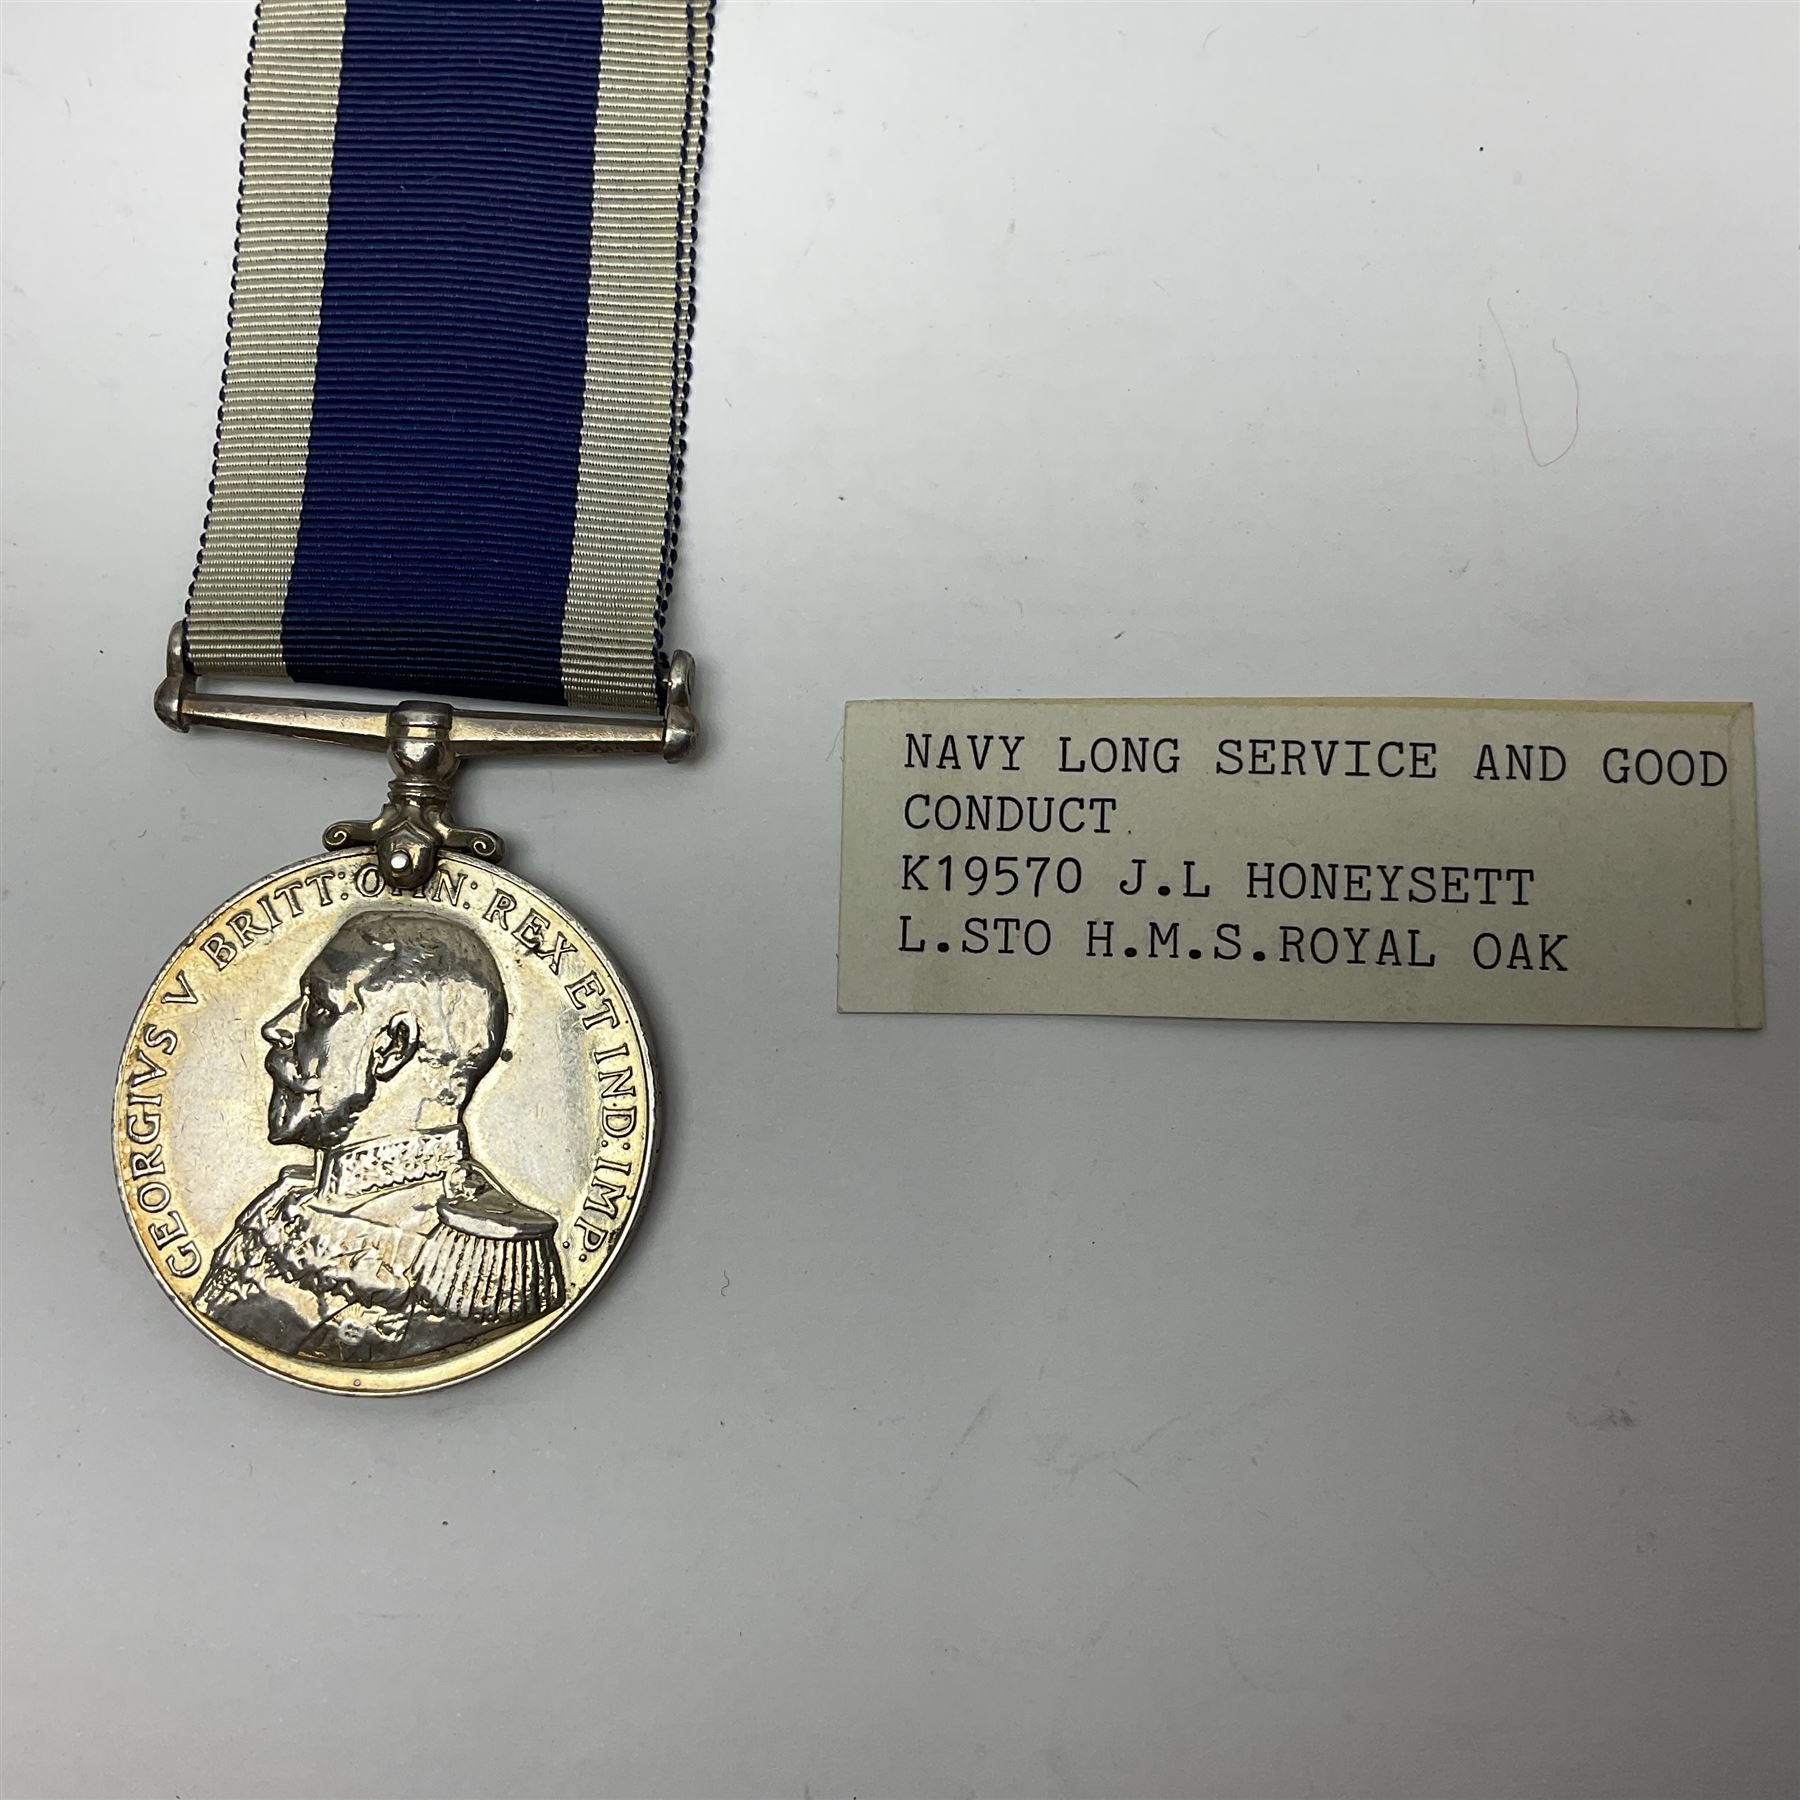 GEORGIVS V BRITT: OMN: REX ET IND: IMP:
NAVY LONG SERVICE AND GOOD
CONDUCT
K19570 J.L HONEYSETT
L.STO H.M.S.ROYAL OAK